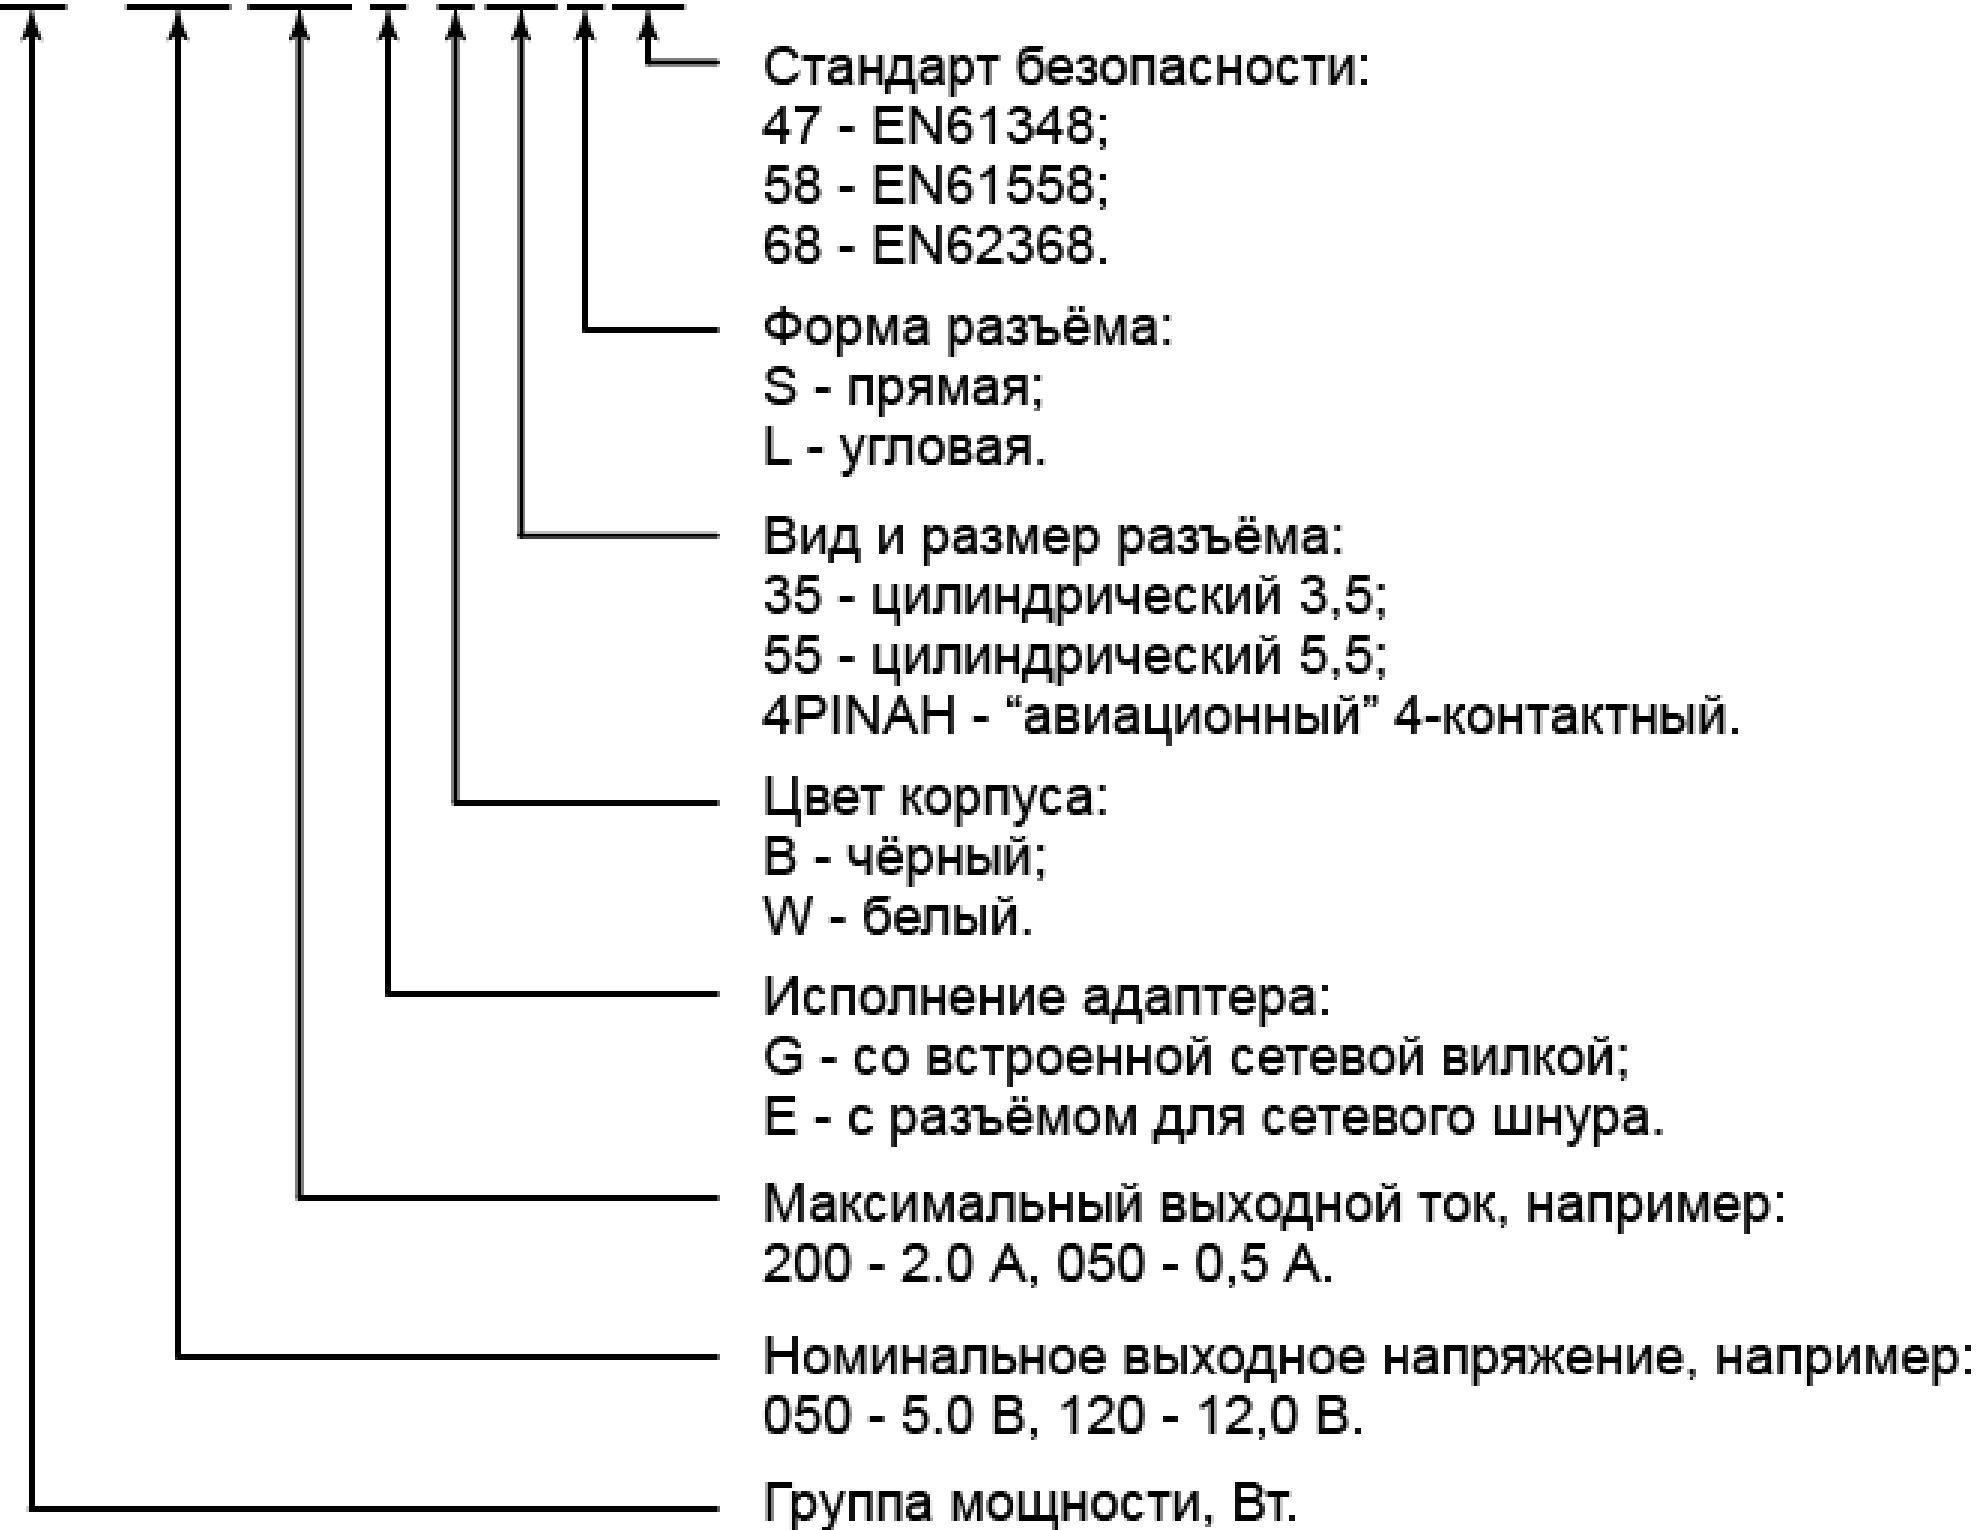 Стандарт безопасности:
47 - EN61348;
58 - EN61558;
68 - EN62368.
Форма разъёма:
S - прямая;
L - угловая.
Вид и размер разъёма:
35 - цилиндрический 3,5;
55 - цилиндрический 5,5;
4PINAH - “авиационный” 4-контактный.
Цвет корпуса:
B - чёрный;
W - белый.
Исполнение адаптера:
G - со встроенной сетевой вилкой;
E - с разъёмом для сетевого шнура.
Максимальный выходной ток, например:
200 - 2.0 А, 050 - 0,5 А.
Номинальное выходное напряжение, например:
050 - 5.0 В, 120 - 12,0 В.
Группа мощности, Вт.